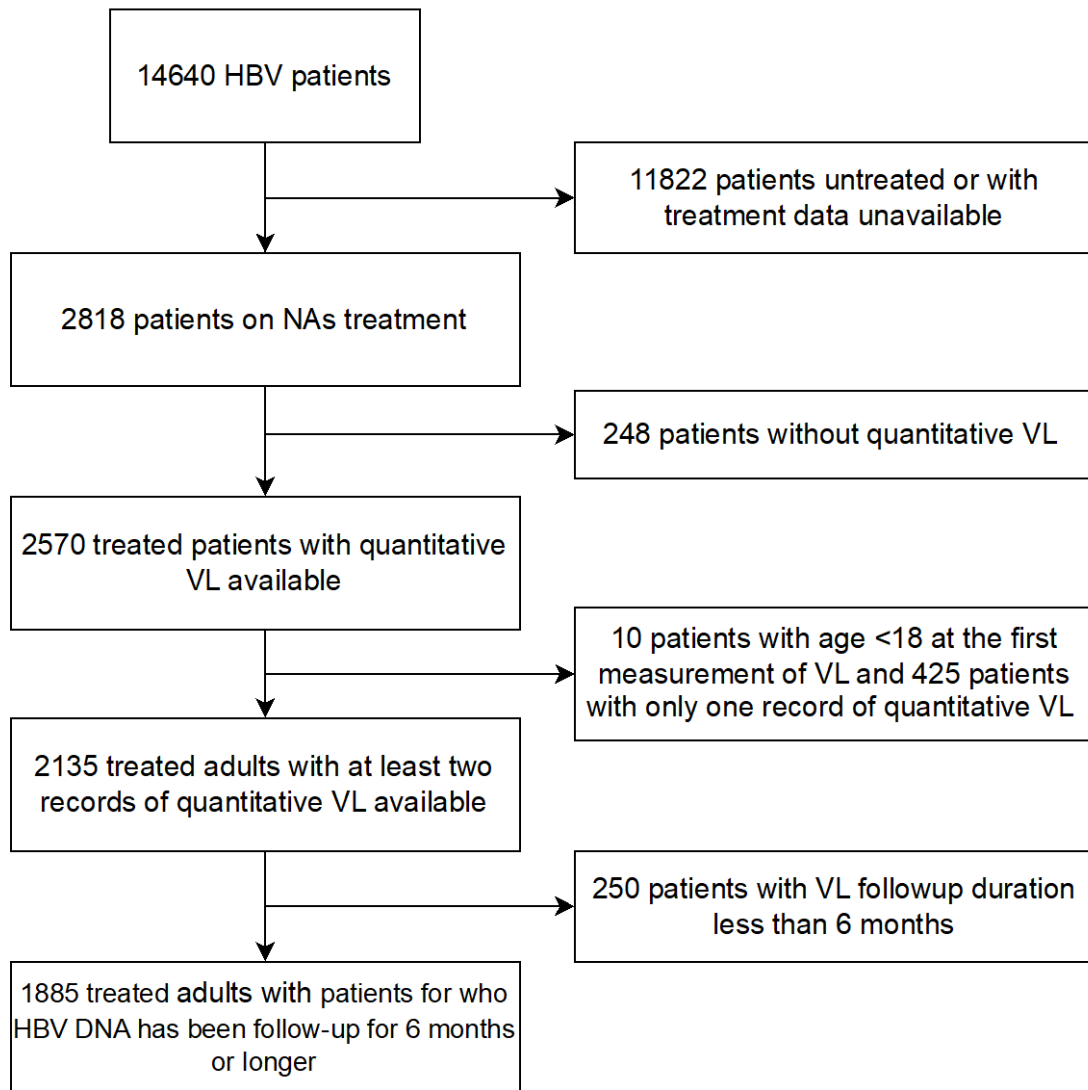 14640 HBV patients
11822 patients untreated or with
treatment data unavailable
2818 patients on NAs treatment
248 patients without quantitative VL
2570 treated patients with quantitative
VL available
10 patients with age <18 at the first
measurement of VL and 425 patients
with only one record of quantitative VL
2135 treated adults with at least two
records of quantitative VL available
250 patients with VL followup duration
less than 6 months
1885 treated adults with patients for who
HBV DNA has been follow-up for 6 months
or longer